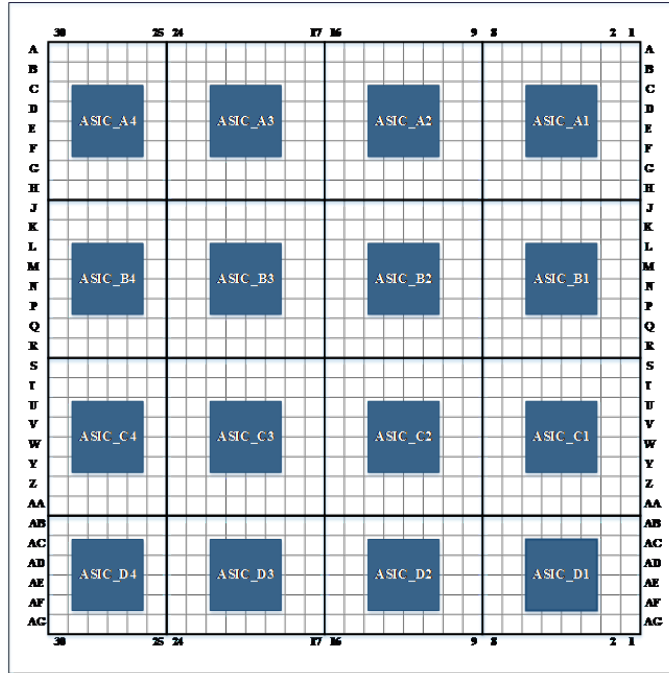 30 25 24 17 16 9 8 2 1
A A
B B
C C
D ASIC_A4 ASIC_A3 ASIC_A2 ASIC_A1 D
E E
F F
G G
H H
J J
K K
L L
M ASIC_B4 ASIC_B3 ASIC_B2 ASIC_B1 M
N N
P P
Q Q
R R
S S
T T
U U
V V
W ASIC_C4 ASIC_C3 ASIC_C2 ASIC_C1 W
Y Y
Z Z
AA AA
AB AB
AC AC
AD ASIC_D4 ASIC_D3 ASIC_D2 ASIC_D1 AD
AE AE
AF AF
AG AG
30 25 24 17 16 9 8 2 1